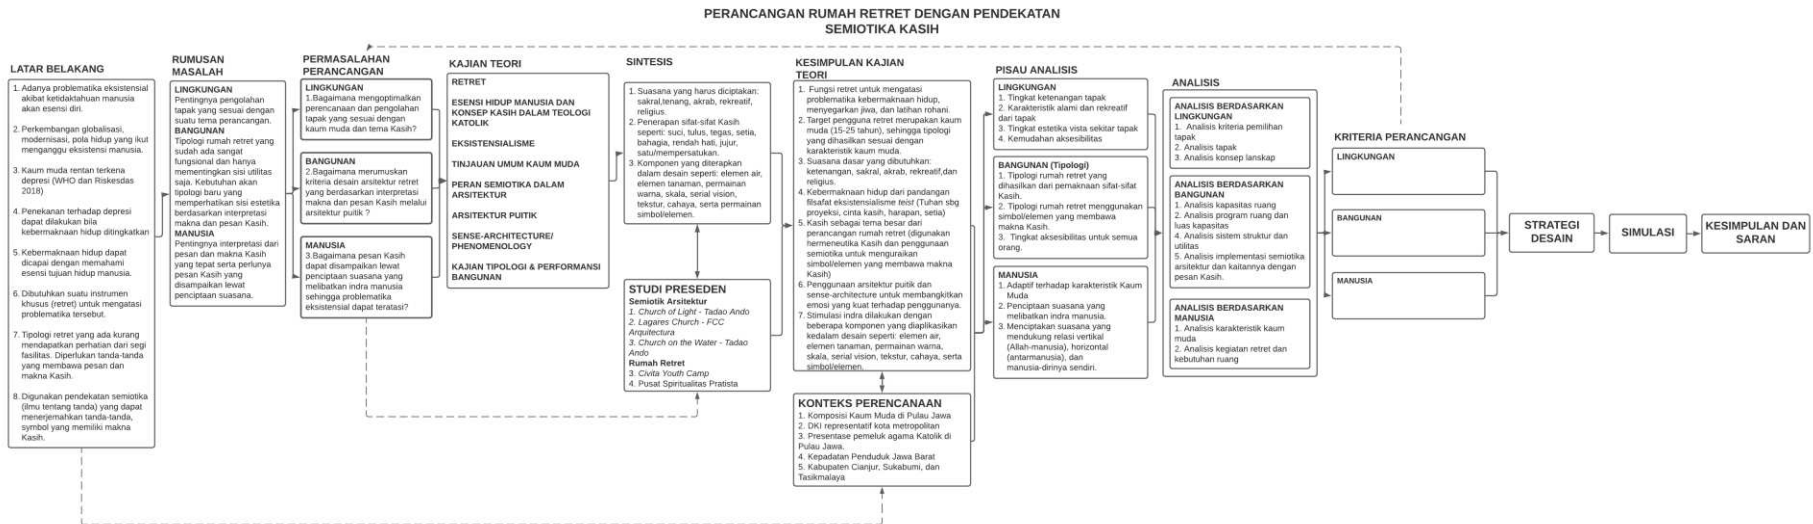 PERANCANGAN RUMAH RETRET DENGAN PENDEKATAN
SEMIOTIKA KASIH
LATAR BELAKANG
1. Adanya problematika eksistensial
akibat ketidaktahuan manusia
akan esensi diri.
2. Perkembangan globalisasi,
modernisasi, pola hidup yang ikut
menganggu eksistensi manusia.
3. Kaum muda rentan terkena
depresi (WHO dan Riskesdas
2018)
4. Penekanan terhadap depresi
dapat dilakukan bila
kebermaknaan hidup ditingkatkan
5. Kebermaknaan hidup dapat
dicapai dengan memahami
esensi tujuan hidup manusia.
6. Dibutuhkan suatu instrumen
khusus (retret) untuk mengatasi
problematika tersebut.
7. Tipologi retret yang ada kurang
mendapatkan perhatian dari segi
fasilitas. Diperlukan tanda-tanda
yang membawa pesan dan
makna Kasih.
8. Digunakan pendekatan semiotika
(ilmu tentang tanda) yang dapat
menerjemahkan tanda-tanda,
symbol yang memiliki makna
Kasih.
RUMUSAN
MASALAH
LINGKUNGAN
Pentingnya pengolahan
tapak yang sesuai dengan
suatu tema perancangan.
BANGUNAN
Tipologi rumah retret yang
sudah ada sangat
fungsional dan hanya
mementingkan sisi utilitas
saja. Kebutuhan akan
tipologi baru yang
memperhatikan sisi estetika
berdasarkan interpretasi
makna dan pesan Kasih.
MANUSIA
Pentingnya interpretasi dari
pesan dan makna Kasih
yang tepat serta perlunya
pesan Kasih yang
disampaikan lewat
penciptaan suasana.
PERMASALAHAN
PERANCANGAN
LINGKUNGAN
1.Bagaimana mengoptimalkan
perencanaan dan pengolahan
tapak yang sesuai dengan
kaum muda dan tema Kasih?
BANGUNAN
2.Bagaimana merumuskan
kriteria desain arsitektur retret
yang berdasarkan interpretasi
makna dan pesan Kasih melalui
arsitektur puitik ?
MANUSIA
3.Bagaimana pesan Kasih
dapat disampaikan lewat
penciptaan suasana yang
melibatkan indra manusia
sehingga problematika
eksistensial dapat teratasi?
KAJIAN TEORI
RETRET
ESENSI HIDUP MANUSIA DAN
KONSEP KASIH DALAM TEOLOGI
KATOLIK
EKSISTENSIALISME
TINJAUAN UMUM KAUM MUDA
PERAN SEMIOTIKA DALAM
ARSITEKTUR
ARSITEKTUR PUITIK
SENSE-ARCHITECTURE/
PHENOMENOLOGY
KAJIAN TIPOLOGI & PERFORMANSI
BANGUNAN
SINTESIS
1. Suasana yang harus diciptakan:
sakral,tenang, akrab, rekreatif,
religius.
2. Penerapan sifat-sifat Kasih
seperti: suci, tulus, tegas, setia,
bahagia, rendah hati, jujur,
satu/mempersatukan.
3. Komponen yang diterapkan
dalam desain seperti: elemen air,
elemen tanaman, permainan
warna, skala, serial vision,
tekstur, cahaya, serta permainan
simbol/elemen.
STUDI PRESEDEN
Semiotik Arsitektur
1. Church of Light - Tadao Ando
2. Lagares Church - FCC
Arquitectura
3. Church on the Water - Tadao
Ando
Rumah Retret
3. Civita Youth Camp
4. Pusat Spiritualitas Pratista
KESIMPULAN KAJIAN
TEORI
1. Fungsi retret untuk mengatasi
problematika kebermaknaan hidup,
menyegarkan jiwa, dan latihan rohani.
2. Target pengguna retret merupakan kaum
muda (15-25 tahun), sehingga tipologi
yang dihasilkan sesuai dengan
karakteristik kaum muda.
3. Suasana dasar yang dibutuhkan:
ketenangan, sakral, akrab, rekreatif,dan
religius.
4. Kebermaknaan hidup dari pandangan
filsafat eksistensialisme teist (Tuhan sbg
proyeksi, cinta kasih, harapan, setia)
5. Kasih sebagai tema besar dari
perancangan rumah retret (digunakan
hermeneutika Kasih dan penggunaan
semiotika untuk menguraikan
simbol/elemen yang membawa makna
Kasih)
6. Penggunaan arsitektur puitik dan
sense-architecture untuk membangkitkan
emosi yang kuat terhadap penggunanya.
7. Stimulasi indra dilakukan dengan
beberapa komponen yang diaplikasikan
kedalam desain seperti: elemen air,
elemen tanaman, permainan warna,
skala, serial vision, tekstur, cahaya, serta
simbol/elemen.
KONTEKS PERENCANAAN
1. Komposisi Kaum Muda di Pulau Jawa
2. DKI representatif kota metropolitan
3. Presentase pemeluk agama Katolik di
Pulau Jawa.
4. Kepadatan Penduduk Jawa Barat
5. Kabupaten Cianjur, Sukabumi, dan
Tasikmalaya
PISAU ANALISIS
LINGKUNGAN
1. Tingkat ketenangan tapak
2. Karakteristik alami dan rekreatif
dari tapak
3. Tingkat estetika vista sekitar tapak
4. Kemudahan aksesibilitas
BANGUNAN (Tipologi)
1. Tipologi rumah retret yang
dihasilkan dari pemaknaan sifat-sifat
Kasih.
2. Tipologi rumah retret menggunakan
simbol/elemen yang membawa
makna Kasih.
3. Tingkat aksesibilitas untuk semua
orang.
MANUSIA
1. Adaptif terhadap karakteristik Kaum
Muda
2. Penciptaan suasana yang
melibatkan indra manusia.
3. Menciptakan suasana yang
mendukung relasi vertikal
(Allah-manusia), horizontal
(antarmanusia), dan
manusia-dirinya sendiri.
ANALISIS
ANALISIS BERDASARKAN
LINGKUNGAN
1. Analisis kriteria pemilihan
tapak
2. Analisis tapak
3. Analisis konsep lanskap
ANALISIS BERDASARKAN
BANGUNAN
1. Analisis kapasitas ruang
2. Analisis program ruang dan
luas kapasitas
4. Analisis sistem struktur dan
utilitas
5. Analisis implementasi semiotika
arsitektur dan kaitannya dengan
pesan Kasih.
ANALISIS BERDASARKAN
MANUSIA
1. Analisis karakteristik kaum
muda
2. Analisis kegiatan retret dan
kebutuhan ruang
KRITERIA PERANCANGAN
LINGKUNGAN
BANGUNAN
MANUSIA
STRATEGI
DESAIN
SIMULASI
KESIMPULAN DAN
SARAN